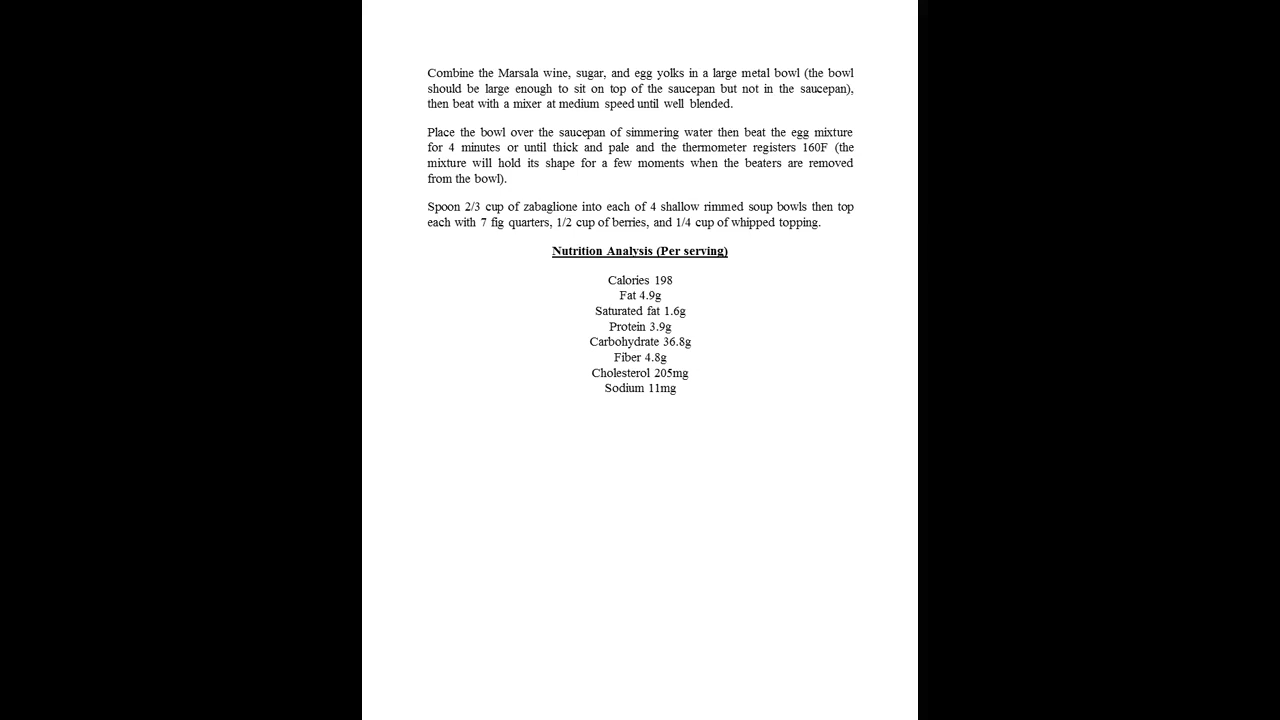 Combine the Marsala wine, sugar, and egg yolks in a large metal bowl (the bowl
should be large enough to sit on top of the saucepan but not in the saucepan),
then beat with a mixer at medium speed until well blended.
Place the bowl over the saucepan of simmering water then beat the egg mixture
for 4 minutes or until thick and pale and the thermometer registers 160F (the
mixture will hold its shape for a few moments when the beaters are removed
from the bowl).
Spoon 2/3 cup of zabaglione into each of 4 shallow rimmed soup bowls then top
each with 7 fig quarters, 1/2 cup of berries, and 1/4 cup of whipped topping.
Nutrition Analysis (Per serving)
Calories 198
Fat 4.9g
Saturated fat 1.6g
Protein 3.9g
Carbohydrate 36.8g
Fiber 4.8g
Cholesterol 205mg
Sodium 11mg